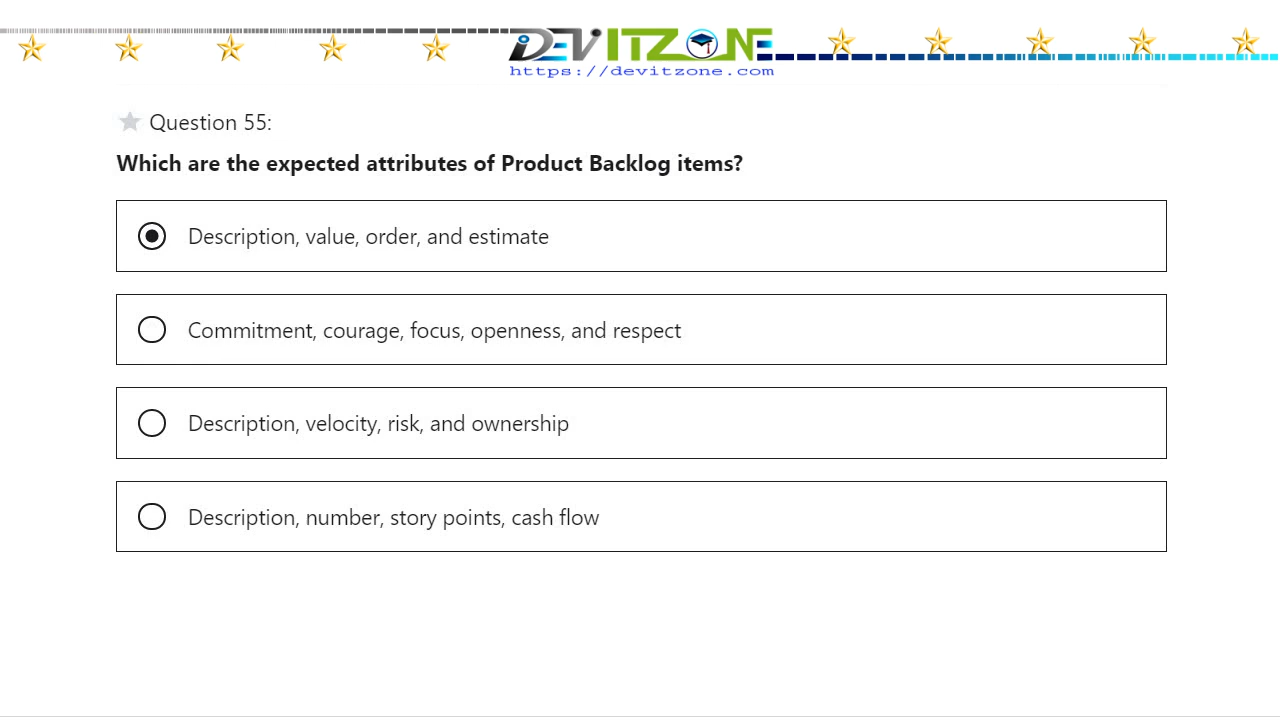 DEVITZONE
https://devitzone.com
Question 55:
Which are the expected attributes of Product Backlog items?
Description, value, order, and estimate
Commitment, courage, focus, openness, and respect
Description, velocity, risk, and ownership
Description, number, story points, cash flow